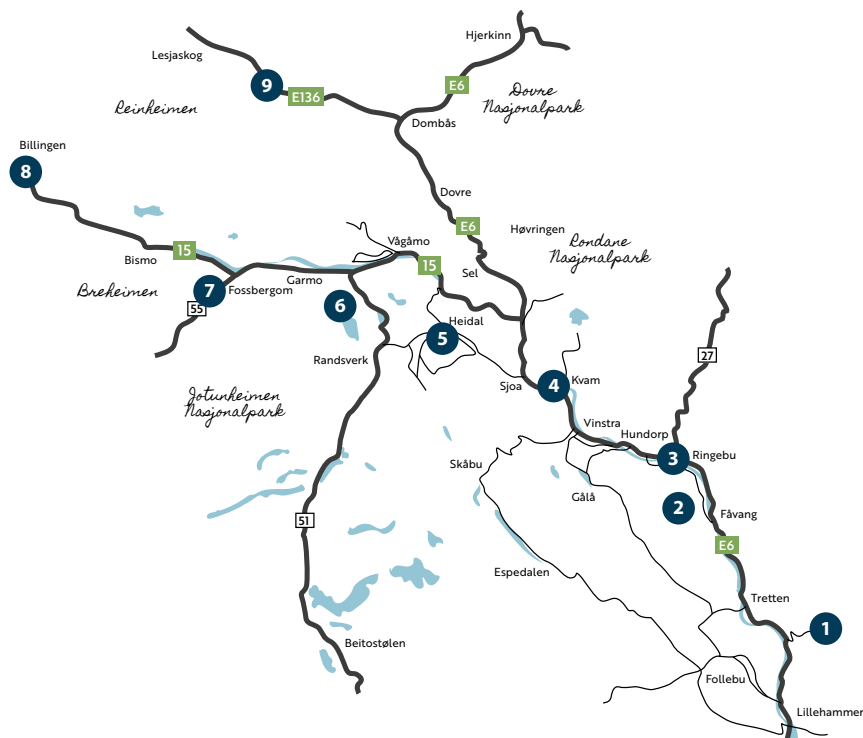 Hjerkinn
Lesjaskog
9
E136
E6
Dovre
Nasjonalpark
Reinheimen
Dombås
Billingen
8
Dovre
E6
Høvringen
Rondane
Nasjonalpark
Vågåmo
15
Bismo
15
Sel
Garmo
Breheimen
7
Fossbergom
55
6
Heidal
5
Randsverk
27
Sjoa
4
Kvam
Jotunheimen
Nasjonalpark
Vinstra
Hundorp
3
Ringebu
Skåbu
Gålå
2
Fåvang
51
E6
Espedalen
Tretten
1
Beitostølen
Follebu
Lillehammer